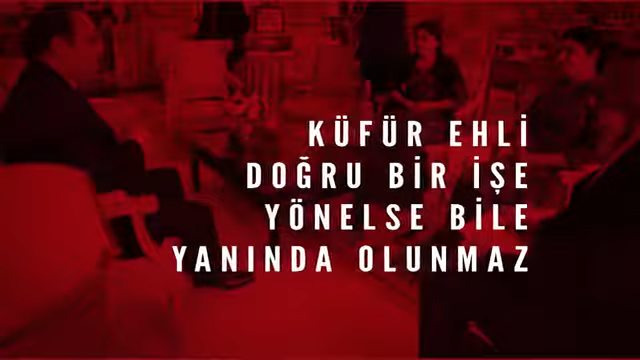 KÜFÜR EHLİ
DOĞRU BİR İŞE
YÖNELSE BİLE
YANINDA OLUNMAZ